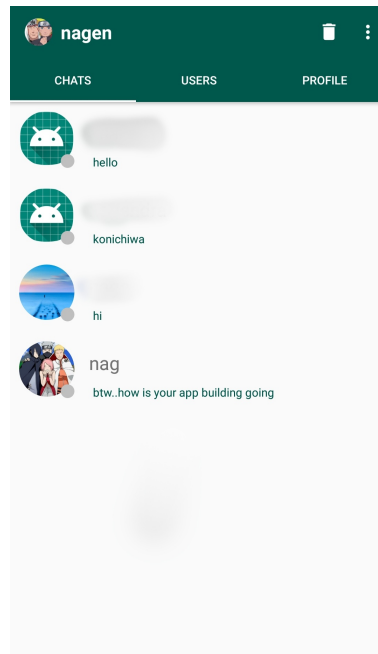 nagen
CHATS USERS PROFILE
hello
konichiwa
hi
nag
btw..how is your app building going